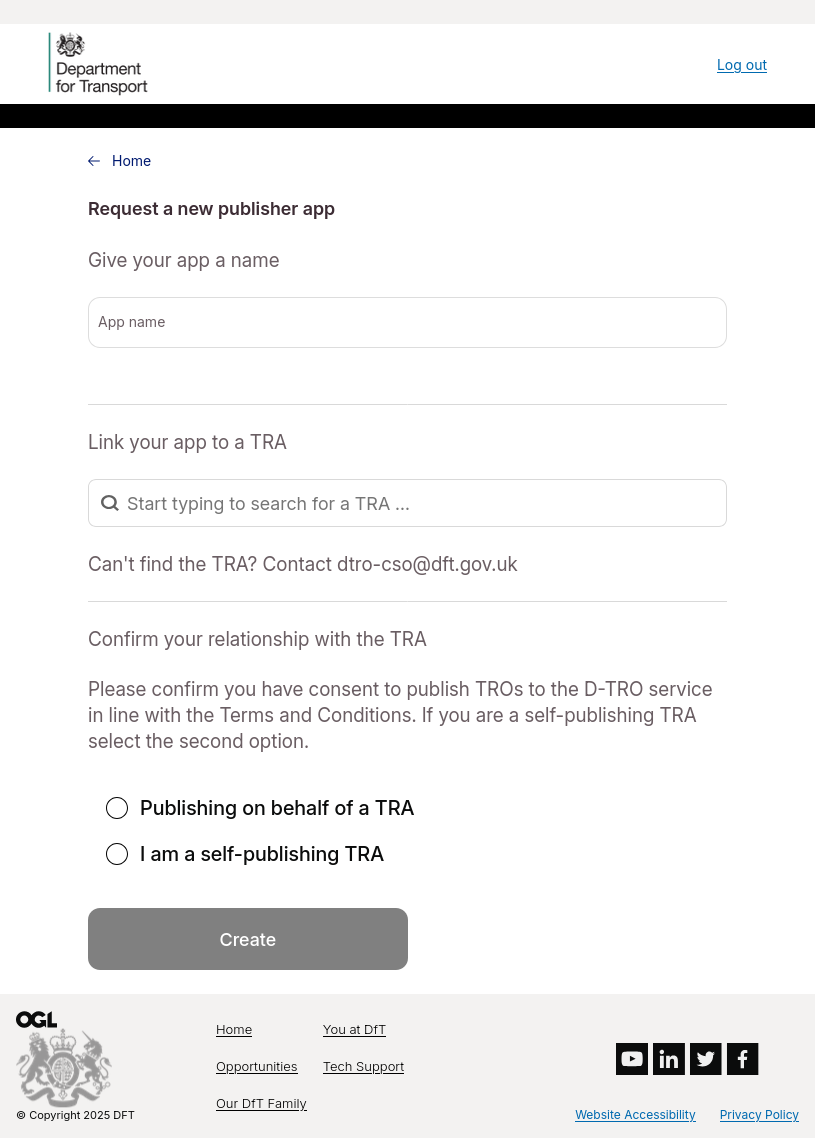 Department
for Transport
Log out
Home
Request a new publisher app
Give your app a name
App name
Link your app to a TRA
Start typing to search for a TRA ...
Can't find the TRA? Contact dtro-cso@dft.gov.uk
Confirm your relationship with the TRA
Please confirm you have consent to publish TROs to the D-TRO service
in line with the Terms and Conditions. If you are a self-publishing TRA
select the second option.
Publishing on behalf of a TRA
I am a self-publishing TRA
Create
OGL
© Copyright 2025 DFT
Home
Opportunities
Our DfT Family
You at DfT
Tech Support
Website Accessibility
Privacy Policy